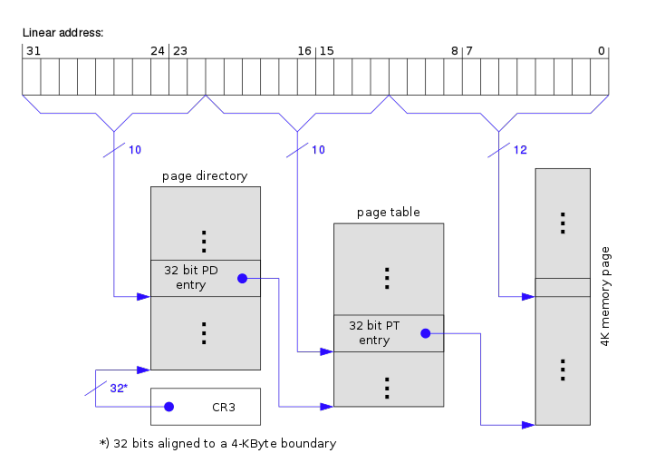 Linear address:
31 24 23 16 15 8 7 0
10 10 12
page directory
page table
32 bit PD
entry
32 bit PT
entry
4K memory page
32*
CR3
*) 32 bits aligned to a 4-KByte boundary